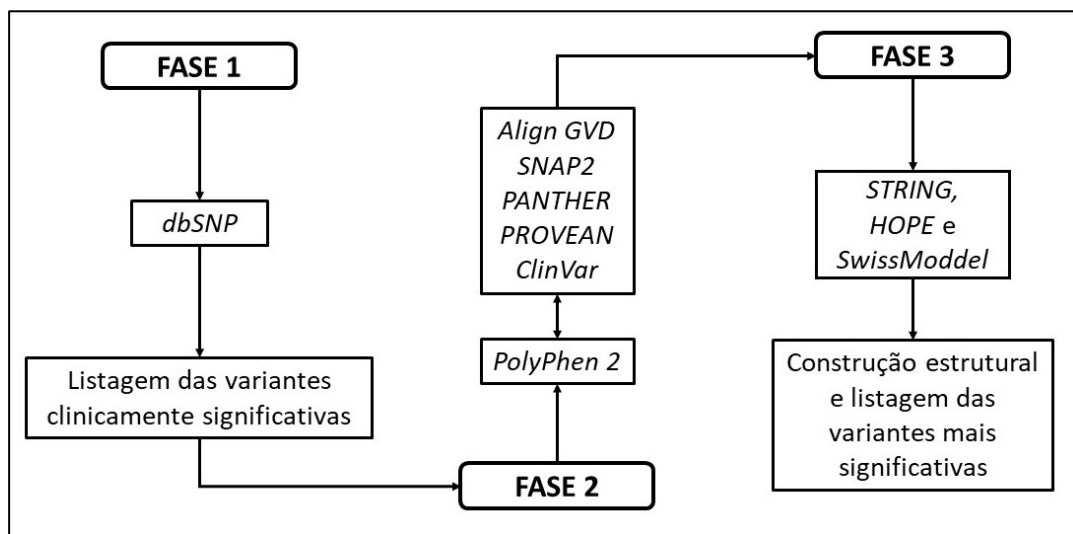 FASE 1
dbSNP
Listagem das variantes
clinicamente significativas
FASE 2
PolyPhen 2
Align GVD
SNAP2
PANTHER
PROVEAN
ClinVar
FASE 3
STRING,
HOPE e
SwissModdel
Construção estrutural
e listagem das
variantes mais
significativas